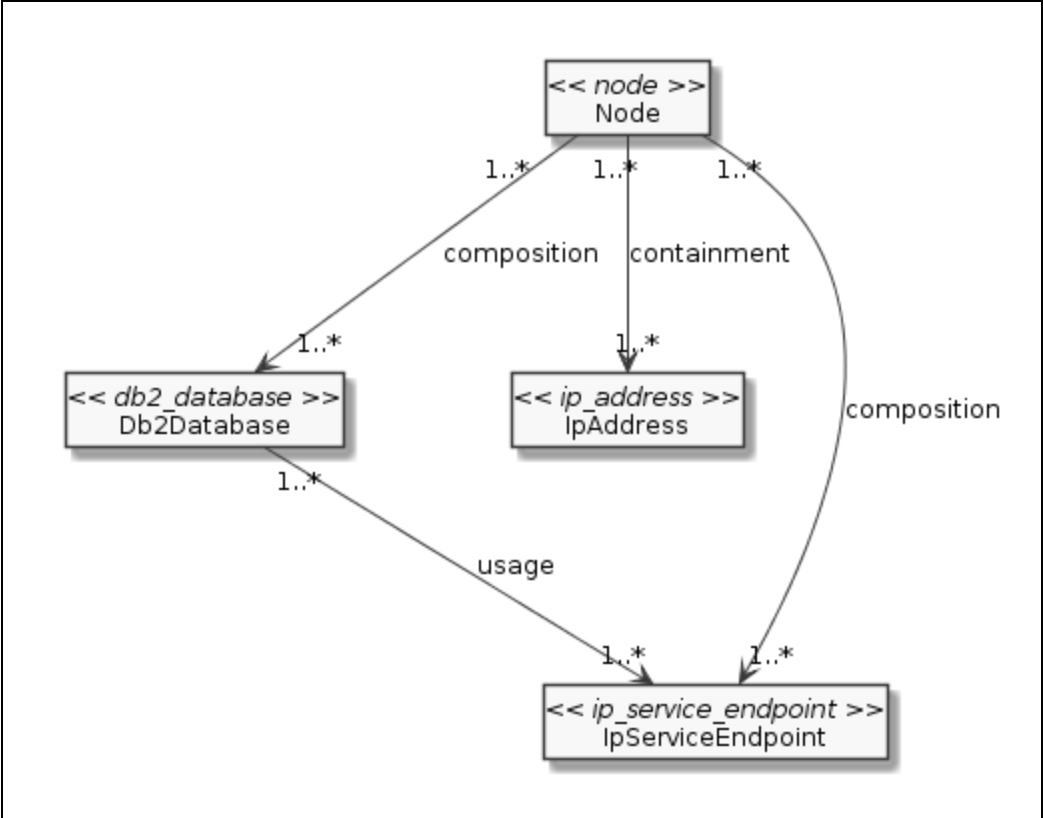 << node >>
Node
1..* 1..* 1..*
composition containment
1..* 1..*
<< db2_database >>
Db2Database
<< ip_address >>
IpAddress
composition
1..*
usage
1..* 1..*
<< ip_service_endpoint >>
IpServiceEndpoint